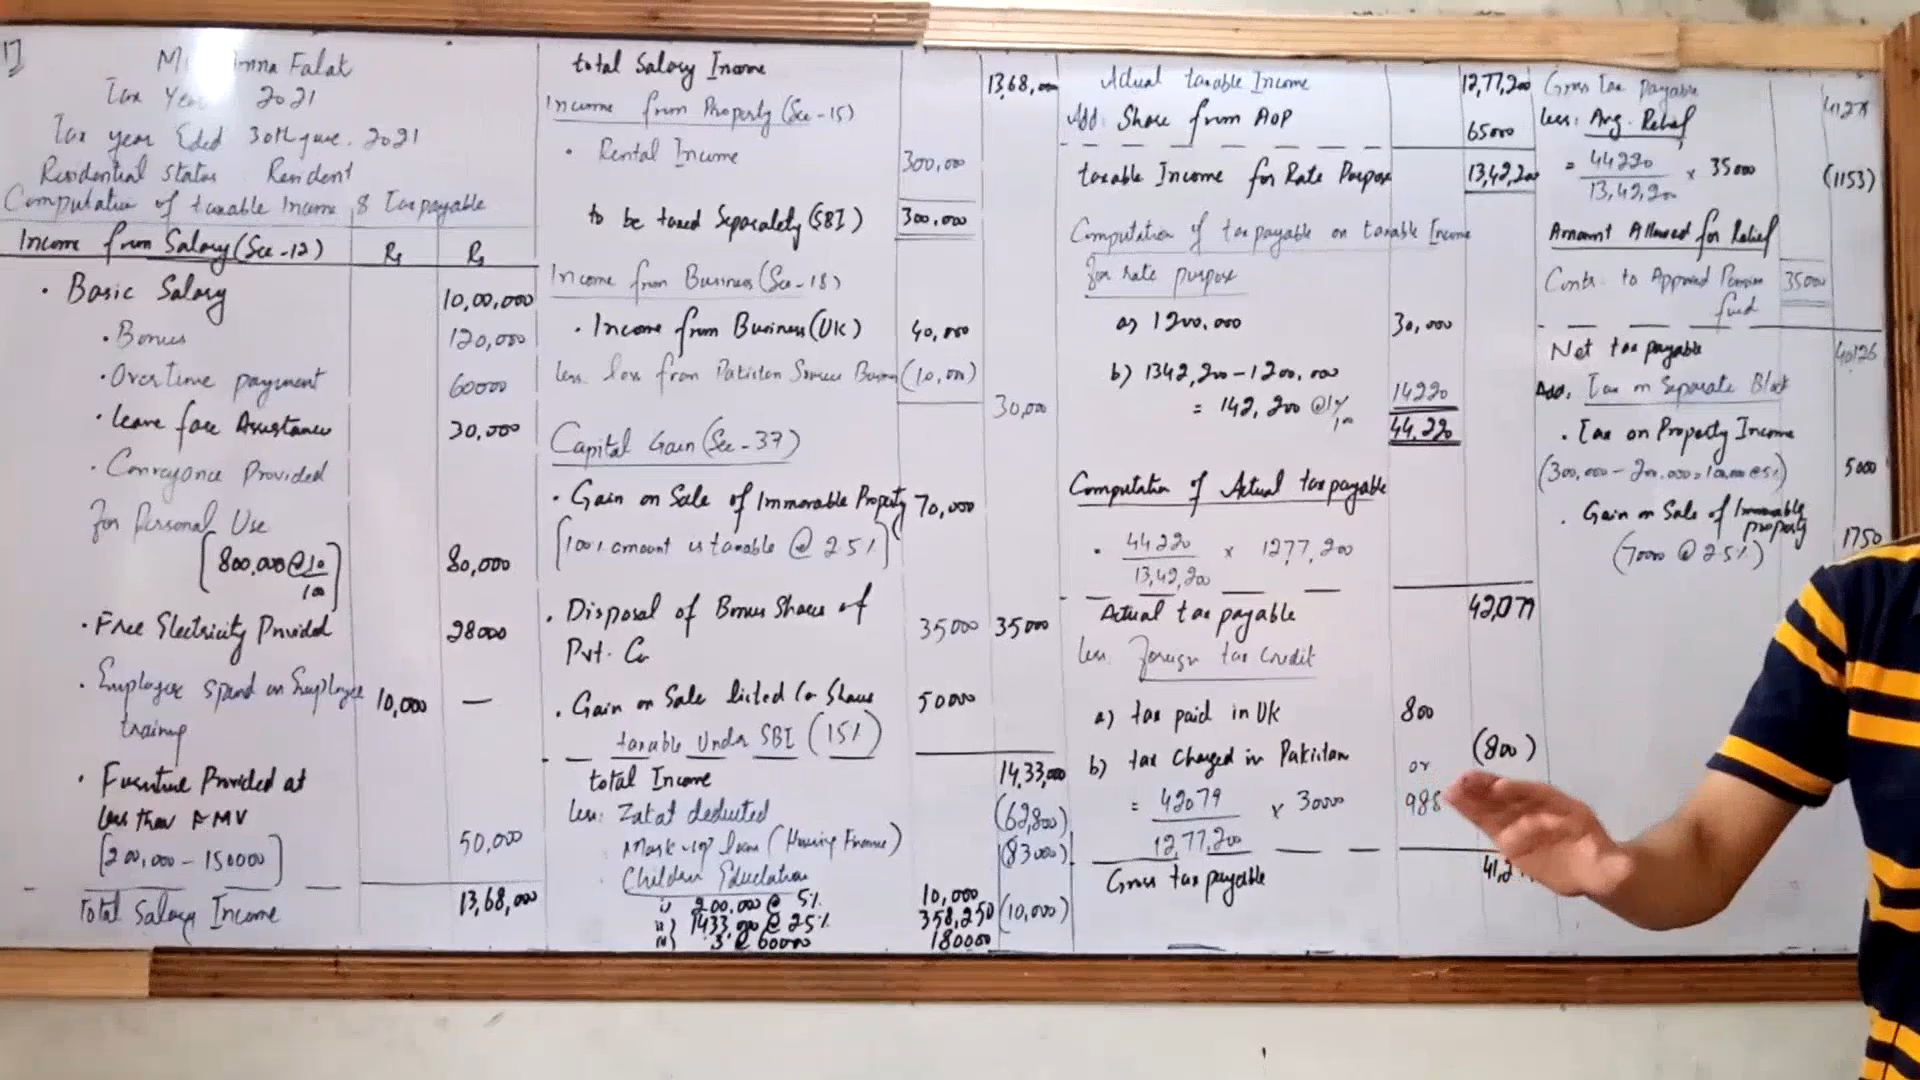 1]
Falak
Tax Year 2021
Tax year Ended 30th June. 2021
Residential Status Resident
Computation of taxable Income & Tax payable
Income from Salary (Sec-12) Rs Rs
• Basic Salary 10,00,000
• Bonus 120,000
• Overtime payment 60000
• Leave fare Assistance 30,000
• Conveyance Provided
For Personal Use
[800,000 @ 10/100] 80,000
• Free Electricity Provided 28000
• Employer Spend on Employee 10,000 —
training
• Furniture Provided at
less than FMV
[200,000 - 150000] 50,000
Total Salary Income 13,68,000
total Salary Income 13,68,000
Income from Property (Sec-15)
• Rental Income 300,000
to be taxed Separately (SBI) 300,000
Income from Business (Sec-18)
• Income from Business (UK) 40,000
less. loss from Pakistan Source (10,000)
30,000
Capital Gain (Sec-37)
• Gain on Sale of Immovable Property 70,000
[100% amount is taxable @ 2.5%]
• Disposal of Bonus Shares of 35000 35000
Pvt. Co
• Gain on Sale listed Co Shares 50000
taxable Under SBI (15%)
total Income 14,33,000
less: Zakat deducted (62,800)
Mark-up loan (Housing Finance) (83000)
Children Education
i) 200,000 @ 5% 10,000
ii) @ 25% 358,250 (10,000)
3 @ 60000 180000
Actual taxable Income 12,77,200
Add: Share from AOP 65000
taxable Income for Rate Purpose 13,42,200
Computation of tax payable on taxable Income
for rate purpose
a) 1200,000 30,000
b) 1342,200 - 1200,000
= 142,200 @ 14220
44,220
Computation of Actual tax payable
• 44220/13,42,200 × 1277,200
Actual tax payable 42,079
less. Foreign tax Credit
a) tax paid in UK 800
or (800)
b) tax Charged in Pakistan
= 42079/12,77,200 × 30000 988
Gross tax payable
Gross Tax payable 41279
less: Avg. Relief
= 44220/13,42,200 × 35000 (1153)
Amount Allowed for Relief
Contr. to Approved Pension 35000
fund
Net tax payable 40126
Add. Tax on Separate Block
• Tax on Property Income
(300,000 - 200,000 = 100,000 @ 5%) 5000
• Gain on Sale of Immovable
property
(70000 @ 2.5%) 1750